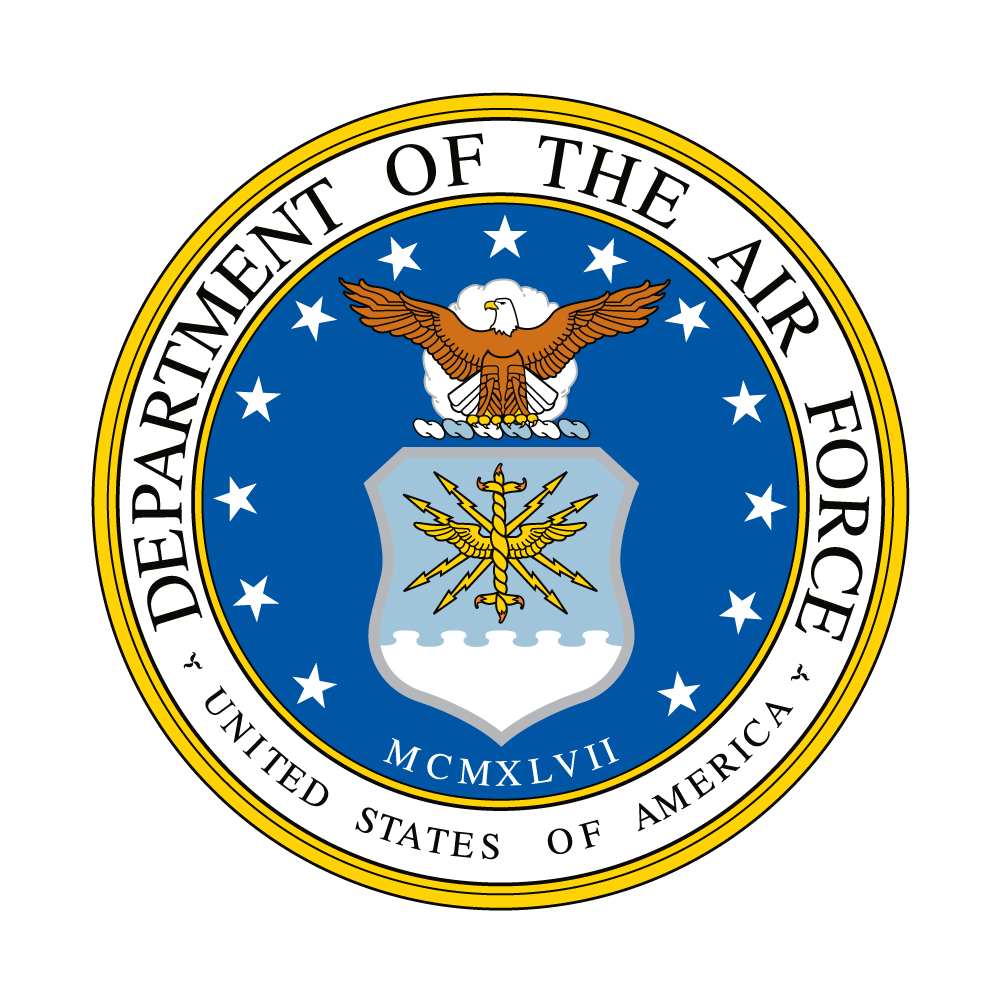 DEPARTMENT OF THE AIR FORCE
MCMXLVII
UNITED STATES OF AMERICA